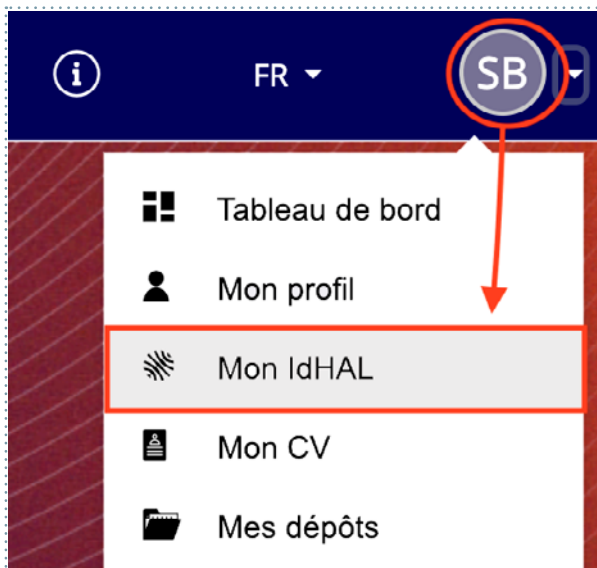 FR
SB
Tableau de bord
Mon profil
Mon IdHAL
Mon CV
Mes dépôts